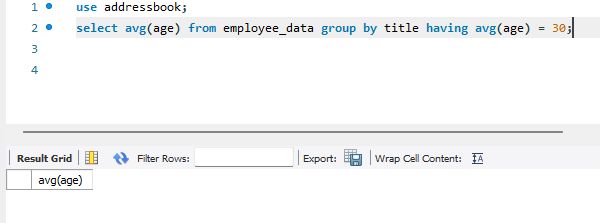 1 use addressbook;
2 select avg(age) from employee_data group by title having avg(age) = 30;
3
4
Result Grid Filter Rows: Export: Wrap Cell Content: IA
avg(age)